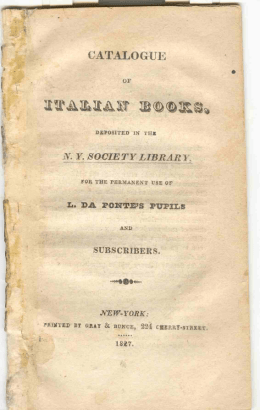 CATALOGUE
OF
ITALIAN BOOKS,
DEPOSITED IN THE
N. Y. SOCIETY LIBRARY.
FOR THE PERMANENT USE OF
L. DA PONTE'S PUPILS
AND
SUBSCRIBERS.
NEW-YORK:
PRINTED BY GRAY & BUNCE, 224 CHERRY-STREET.
1827.